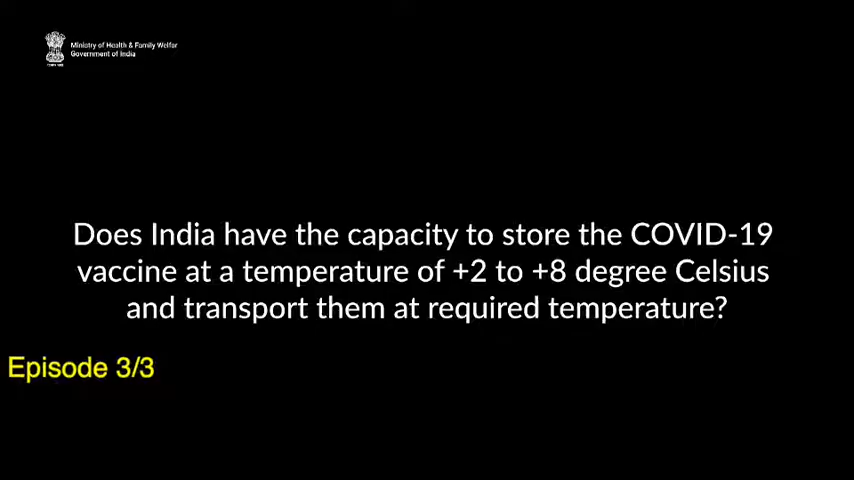 Ministry of Health & Family Welfar
Government of India
Does India have the capacity to store the COVID-19
vaccine at a temperature of +2 to +8 degree Celsius
and transport them at required temperature?
Episode 3/3